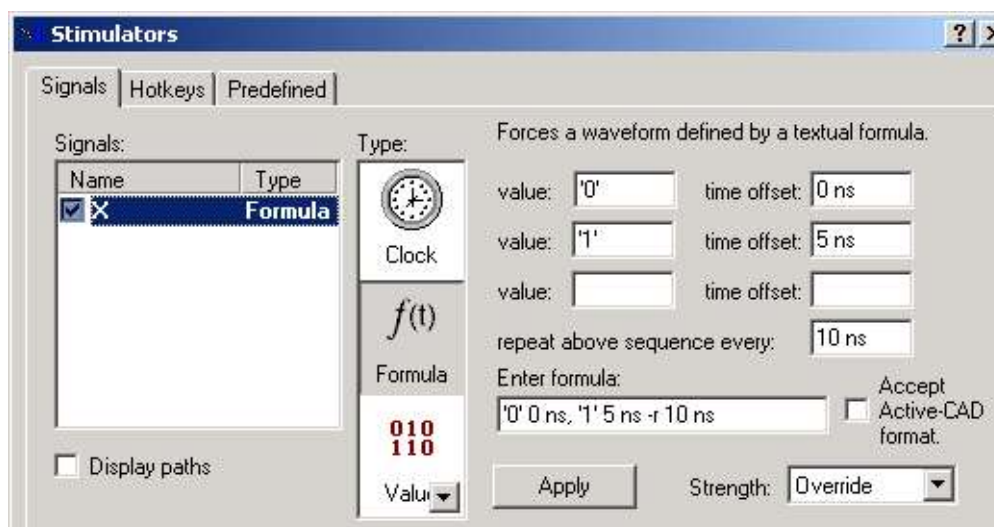 Stimulators
Signals Hotkeys Predefined
Signals:
Name Type
X Formula
Display paths
Type:
Clock
f(t)
Formula
010
110
Value
Forces a waveform defined by a textual formula.
value: '0' time offset: 0 ns
value: '1' time offset: 5 ns
value: time offset:
repeat above sequence every: 10 ns
Enter formula:
'0' 0 ns, '1' 5 ns -r 10 ns
Accept
Active-CAD
format.
Apply Strength: Override